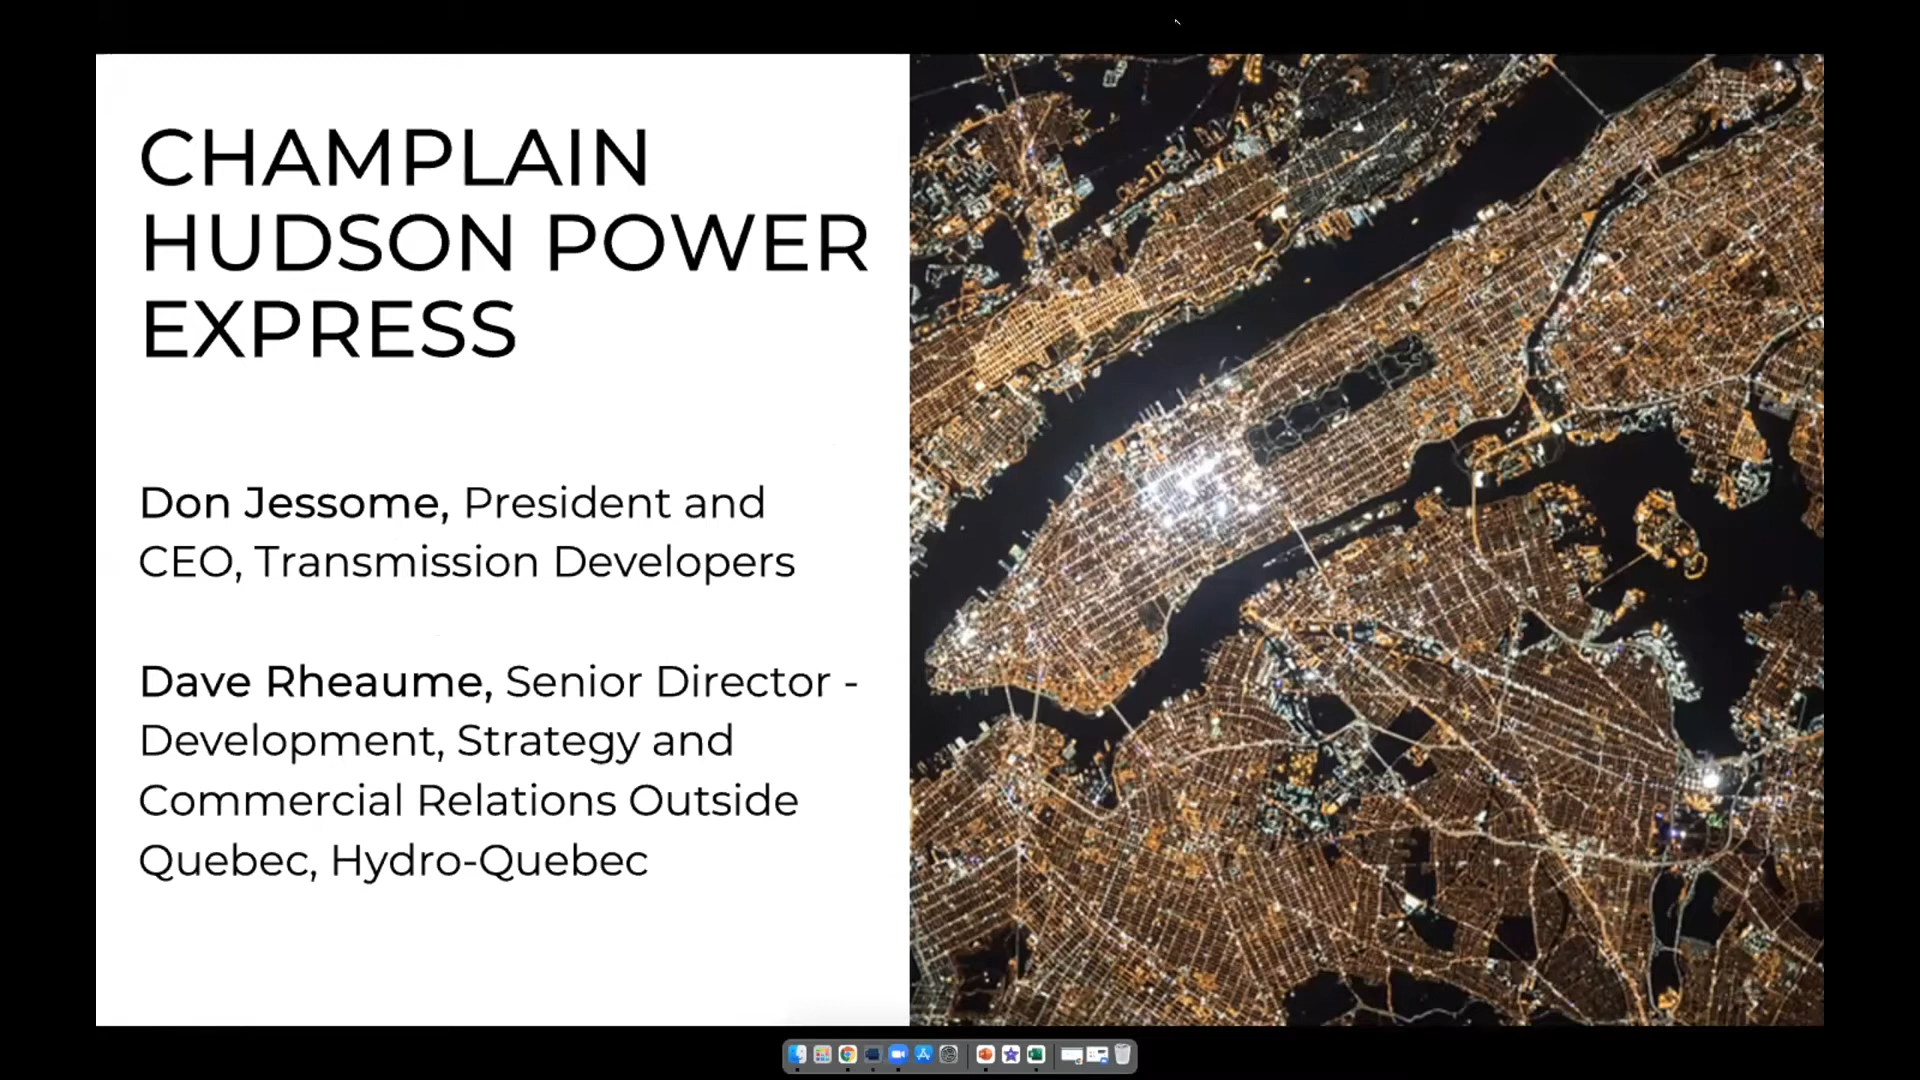 CHAMPLAIN
HUDSON POWER
EXPRESS
Don Jessome, President and
CEO, Transmission Developers
Dave Rheaume, Senior Director -
Development, Strategy and
Commercial Relations Outside
Quebec, Hydro-Quebec